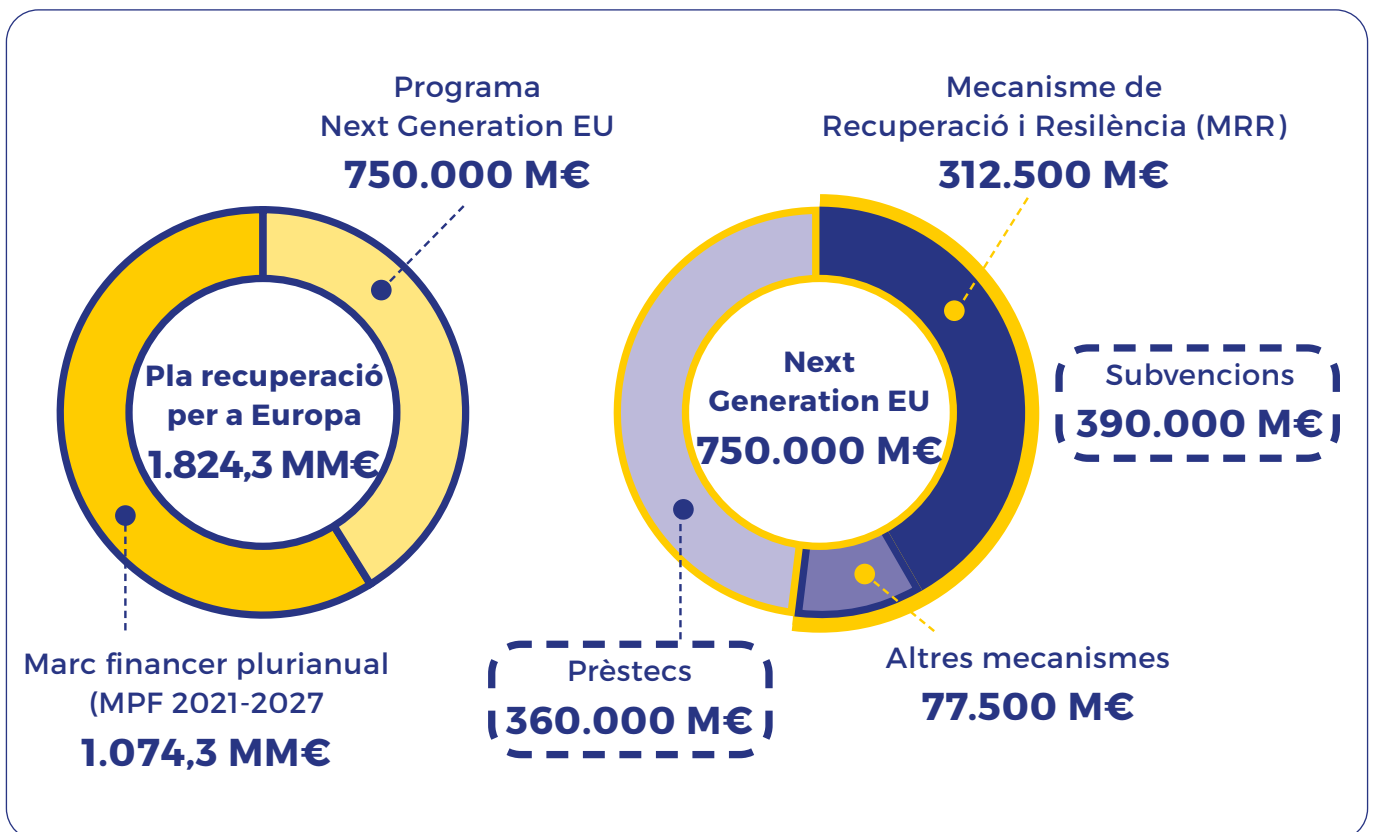 Programa
Next Generation EU
750.000 M€
Mecanisme de
Recuperació i Resilència (MRR)
312.500 M€
Pla recuperació
per a Europa
1.824,3 MM€
Next
Generation EU
750.000 M€
Subvencions
390.000 M€
Marc financer plurianual
(MPF 2021-2027
1.074,3 MM€
Prèstecs
360.000 M€
Altres mecanismes
77.500 M€